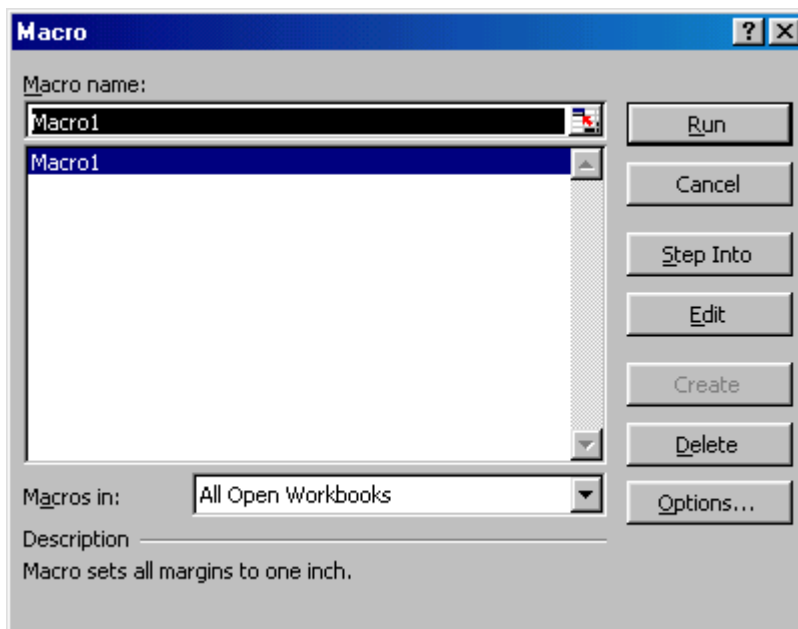 Macro
Macro name:
Macro1
Run
Macro1
Cancel
Step Into
Edit
Create
Delete
Macros in:
All Open Workbooks
Options...
Description
Macro sets all margins to one inch.